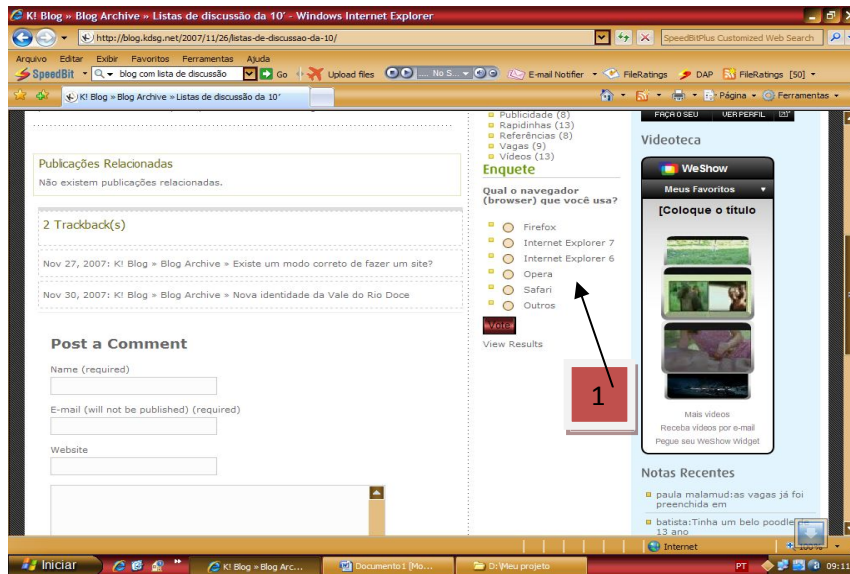 K! Blog » Blog Archive » Listas de discussão da 10′ - Windows Internet Explorer
http://blog.kdsg.net/2007/11/26/listas-de-discussao-da-10/
SpeedBitPlus Customized Web Search
Arquivo Editar Exibir Favoritos Ferramentas Ajuda
SpeedBit blog com lista de discussão Go Upload files .... No S... E-mail Notifier FileRatings DAP FileRatings [50]
K! Blog » Blog Archive » Listas de discussão da 10′
Página Ferramentas
Publicações Relacionadas
Não existem publicações relacionadas.
2 Trackback(s)
Nov 27, 2007: K! Blog » Blog Archive » Existe um modo correto de fazer um site?
Nov 30, 2007: K! Blog » Blog Archive » Nova identidade da Vale do Rio Doce
Post a Comment
Name (required)
E-mail (will not be published) (required)
Website
Publicidade (8)
Rapidinhas (13)
Referências (8)
Vagas (9)
Vídeos (13)
Enquete
Qual o navegador
(browser) que você usa?
Firefox
Internet Explorer 7
Internet Explorer 6
Opera
Safari
Outros
Vote
View Results
1
FAÇA O SEU VER PERFIL
Videoteca
WeShow
Meus Favoritos
[Coloque o título
Mais videos
Receba vídeos por e-mail
Pegue seu WeShow Widget
Notas Recentes
paula malamud:as vagas já foi
preenchida em
batista:Tinha um belo poodle de
13 ano
Internet 100%
Iniciar K! Blog » Blog Arc... Documento1 [Mo... D:\Meu projeto PT 09:11